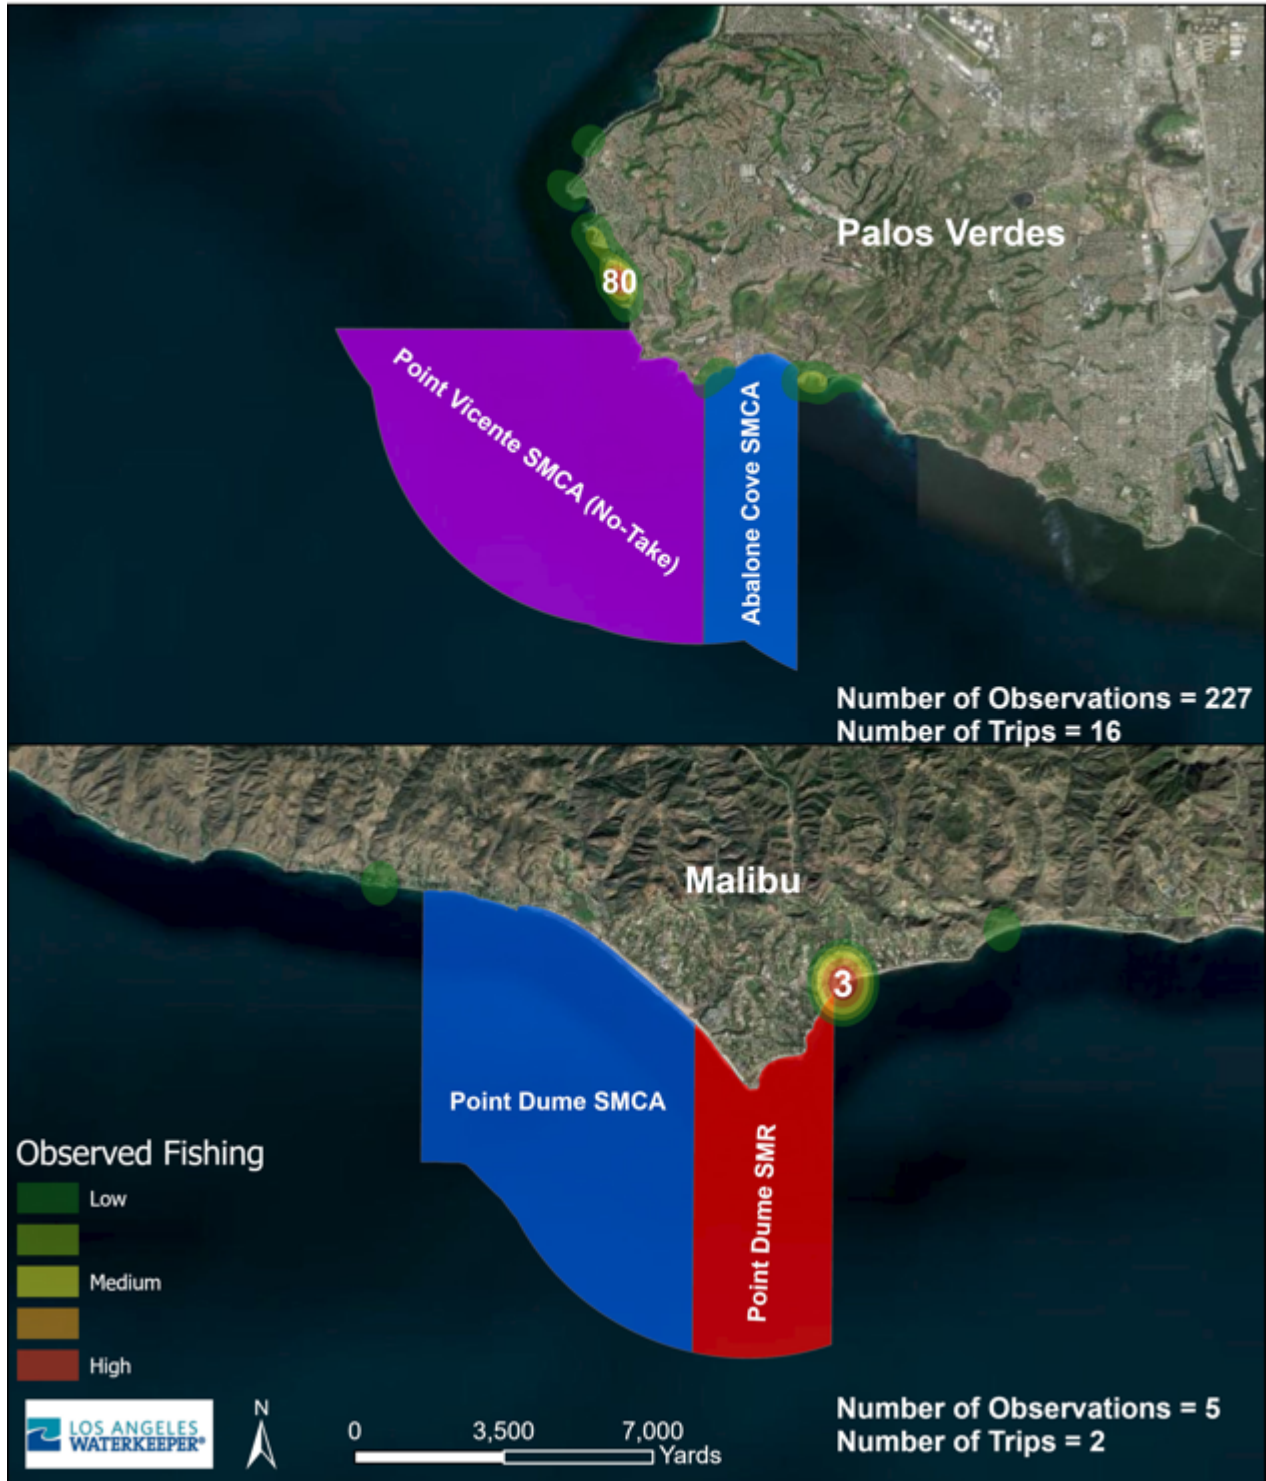 Palos Verdes
80
Point Vicente SMCA (No-Take)
Abalone Cove SMCA
Number of Observations = 227
Number of Trips = 16
Malibu
3
Point Dume SMCA
Point Dume SMR
Observed Fishing
Low
Medium
High
LOS ANGELES
WATERKEEPER®
N
0 3,500 7,000
Yards
Number of Observations = 5
Number of Trips = 2